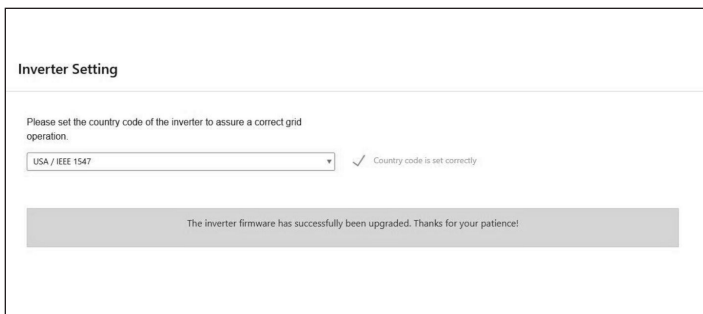 Inverter Setting
Please set the country code of the inverter to assure a correct grid
operation.
USA / IEEE 1547
Country code is set correctly
The inverter firmware has successfully been upgraded. Thanks for your patience!